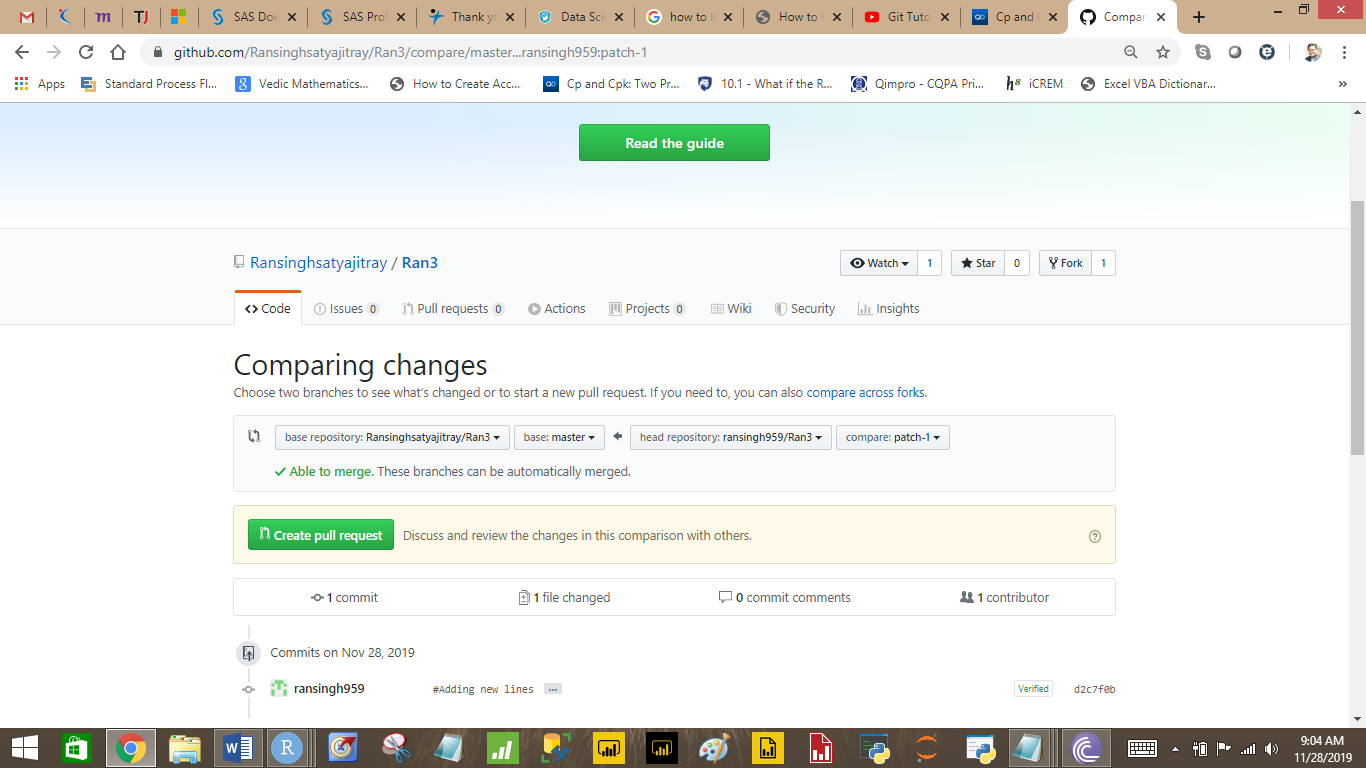 SAS Dov
SAS Prof
Thank yo
Data Scie
how to k
How to
Git Tuto
Cp and
Compar
github.com/Ransinghsatyajitray/Ran3/compare/master...ransingh959:patch-1
Apps Standard Process Fl... Vedic Mathematics... How to Create Acc... Cp and Cpk: Two Pr... 10.1 - What if the R... Qimpro - CQPA Pri... iCREM Excel VBA Dictionar... »
Read the guide
Ransinghsatyajitray / Ran3
Watch 1 Star 0 Fork 1
Code Issues 0 Pull requests 0 Actions Projects 0 Wiki Security Insights
Comparing changes
Choose two branches to see what's changed or to start a new pull request. If you need to, you can also compare across forks.
base repository: Ransinghsatyajitray/Ran3 base: master head repository: ransingh959/Ran3 compare: patch-1
Able to merge. These branches can be automatically merged.
Create pull request Discuss and review the changes in this comparison with others.
1 commit 1 file changed 0 commit comments 1 contributor
Commits on Nov 28, 2019
ransingh959 #Adding new lines ... Verified d2c7f0b
9:04 AM
11/28/2019